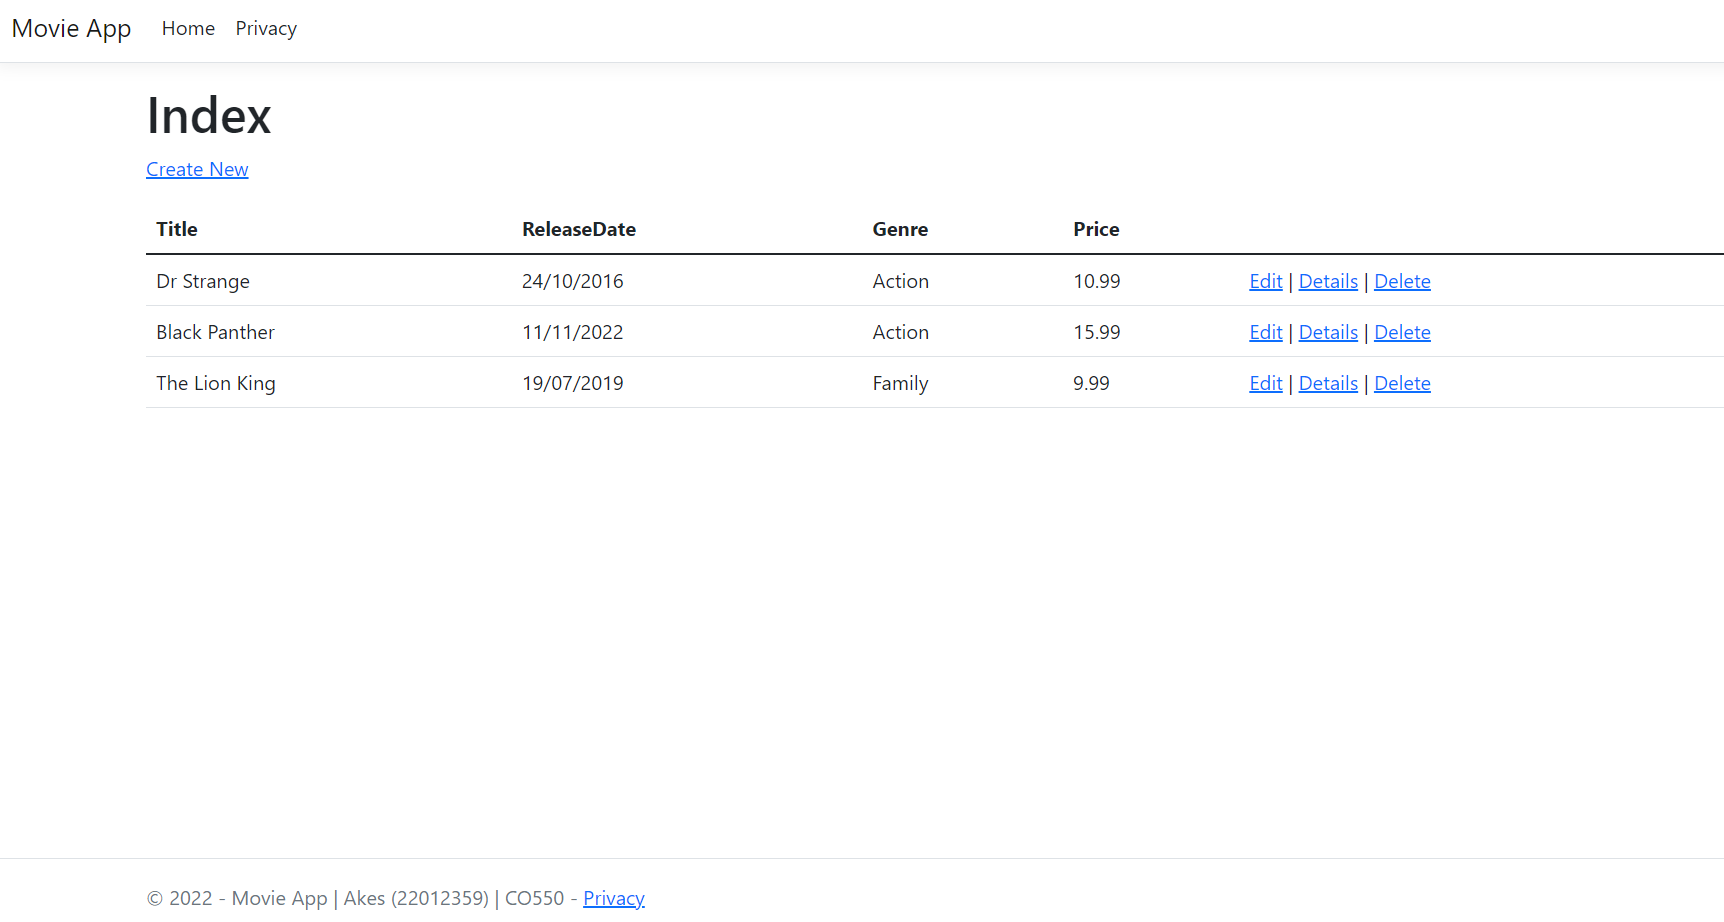 Movie App Home Privacy
Index
Create New
Title ReleaseDate Genre Price
Dr Strange 24/10/2016 Action 10.99 Edit | Details | Delete
Black Panther 11/11/2022 Action 15.99 Edit | Details | Delete
The Lion King 19/07/2019 Family 9.99 Edit | Details | Delete
© 2022 - Movie App | Akes (22012359) | CO550 - Privacy